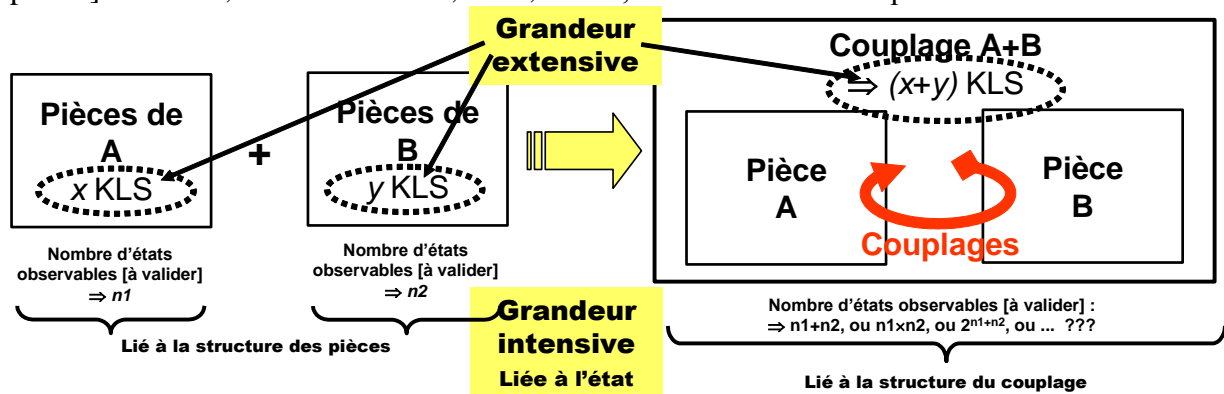 Grandeur
extensive
Pièces de
A
x KLS
+
Pièces de
B
y KLS
Couplage A+B
⇒ (x+y) KLS
Pièce
A
Pièce
B
Couplages
Nombre d'états
observables [à valider]
⇒ n1
Nombre d'états
observables [à valider]
⇒ n2
Lié à la structure des pièces
Grandeur
intensive
Liée à l'état
Nombre d'états observables [à valider] :
⇒ n1+n2, ou n1×n2, ou 2ⁿ¹⁺ⁿ², ou ... ???
Lié à la structure du couplage